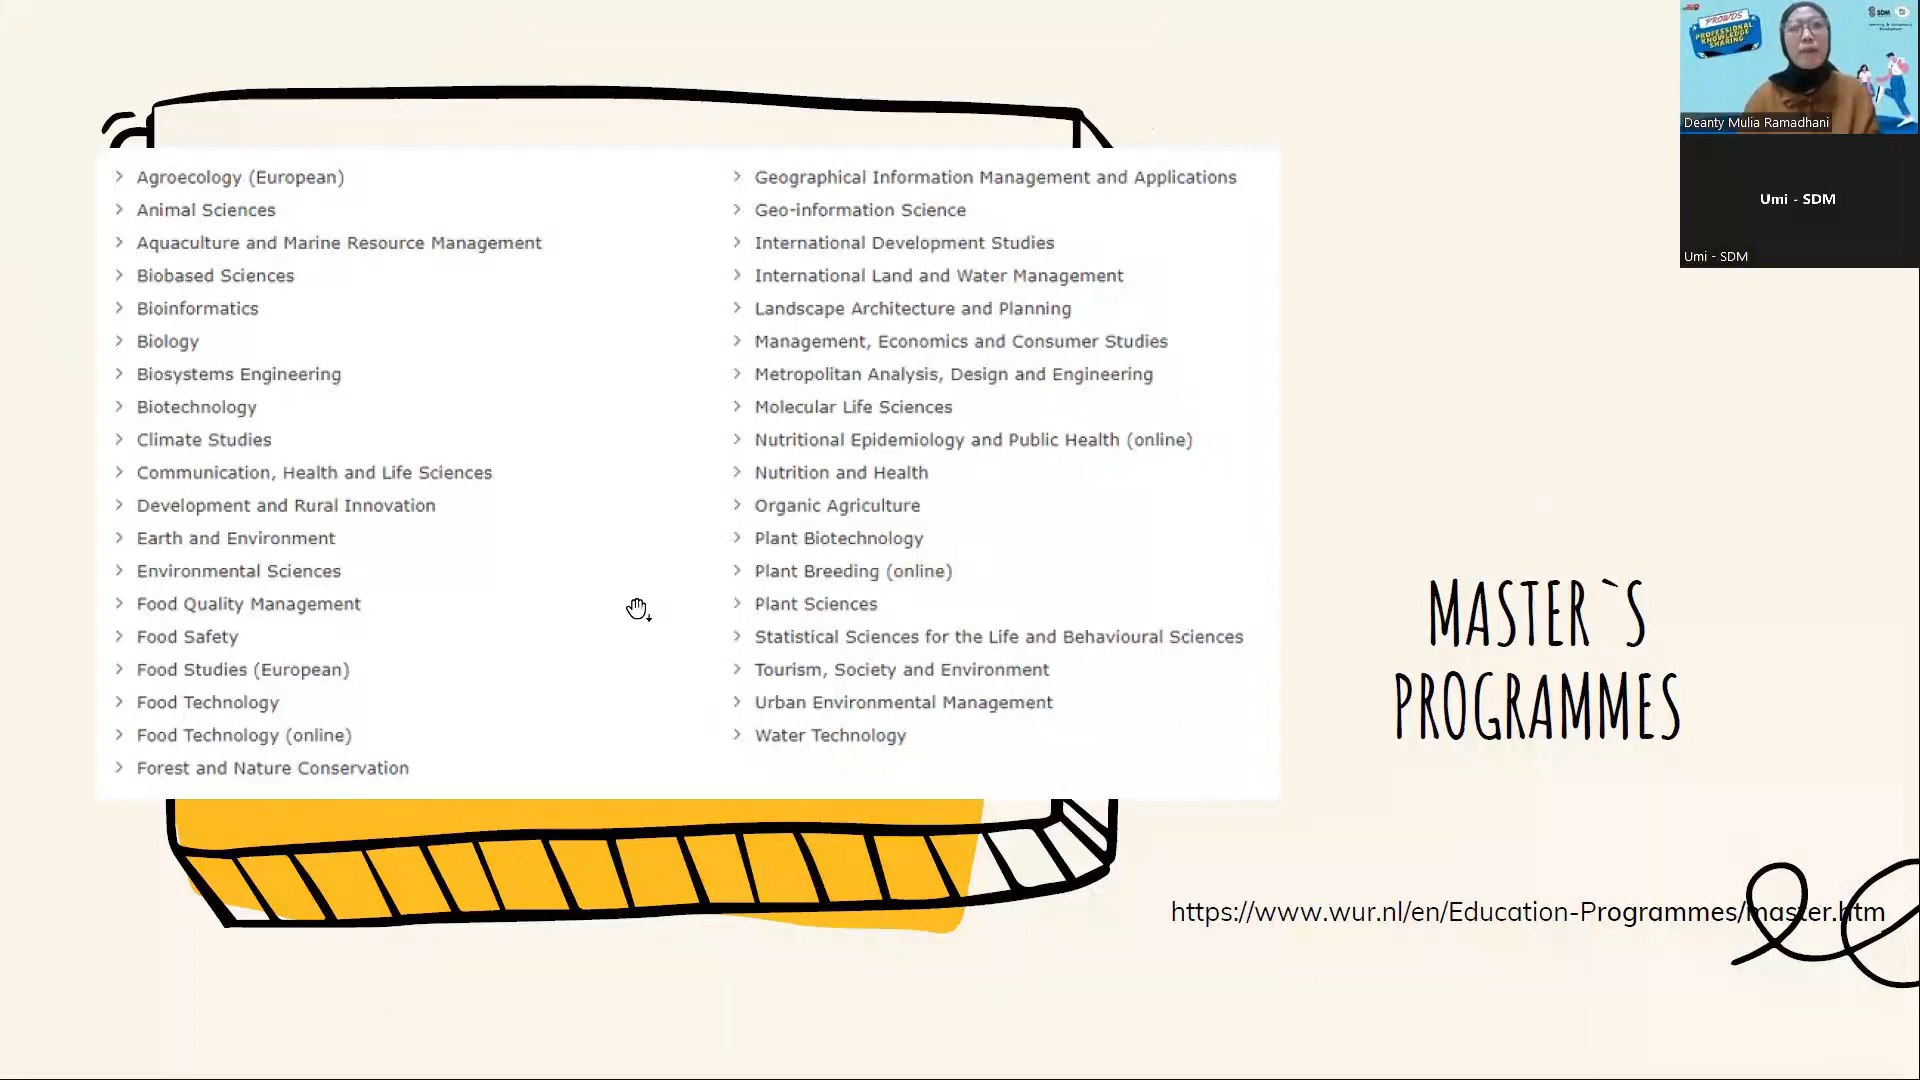 Agroecology (European)
Animal Sciences
Aquaculture and Marine Resource Management
Biobased Sciences
Bioinformatics
Biology
Biosystems Engineering
Biotechnology
Climate Studies
Communication, Health and Life Sciences
Development and Rural Innovation
Earth and Environment
Environmental Sciences
Food Quality Management
Food Safety
Food Studies (European)
Food Technology
Food Technology (online)
Forest and Nature Conservation
Geographical Information Management and Applications
Geo-information Science
International Development Studies
International Land and Water Management
Landscape Architecture and Planning
Management, Economics and Consumer Studies
Metropolitan Analysis, Design and Engineering
Molecular Life Sciences
Nutritional Epidemiology and Public Health (online)
Nutrition and Health
Organic Agriculture
Plant Biotechnology
Plant Breeding (online)
Plant Sciences
Statistical Sciences for the Life and Behavioural Sciences
Tourism, Society and Environment
Urban Environmental Management
Water Technology
MASTER`S
PROGRAMMES
https://www.wur.nl/en/Education-Programmes/master.htm
PROWDS
PROFESSIONAL
KNOWLEDGE
SHARING
SDM
Deanty Mulia Ramadhani
Umi - SDM
Umi - SDM